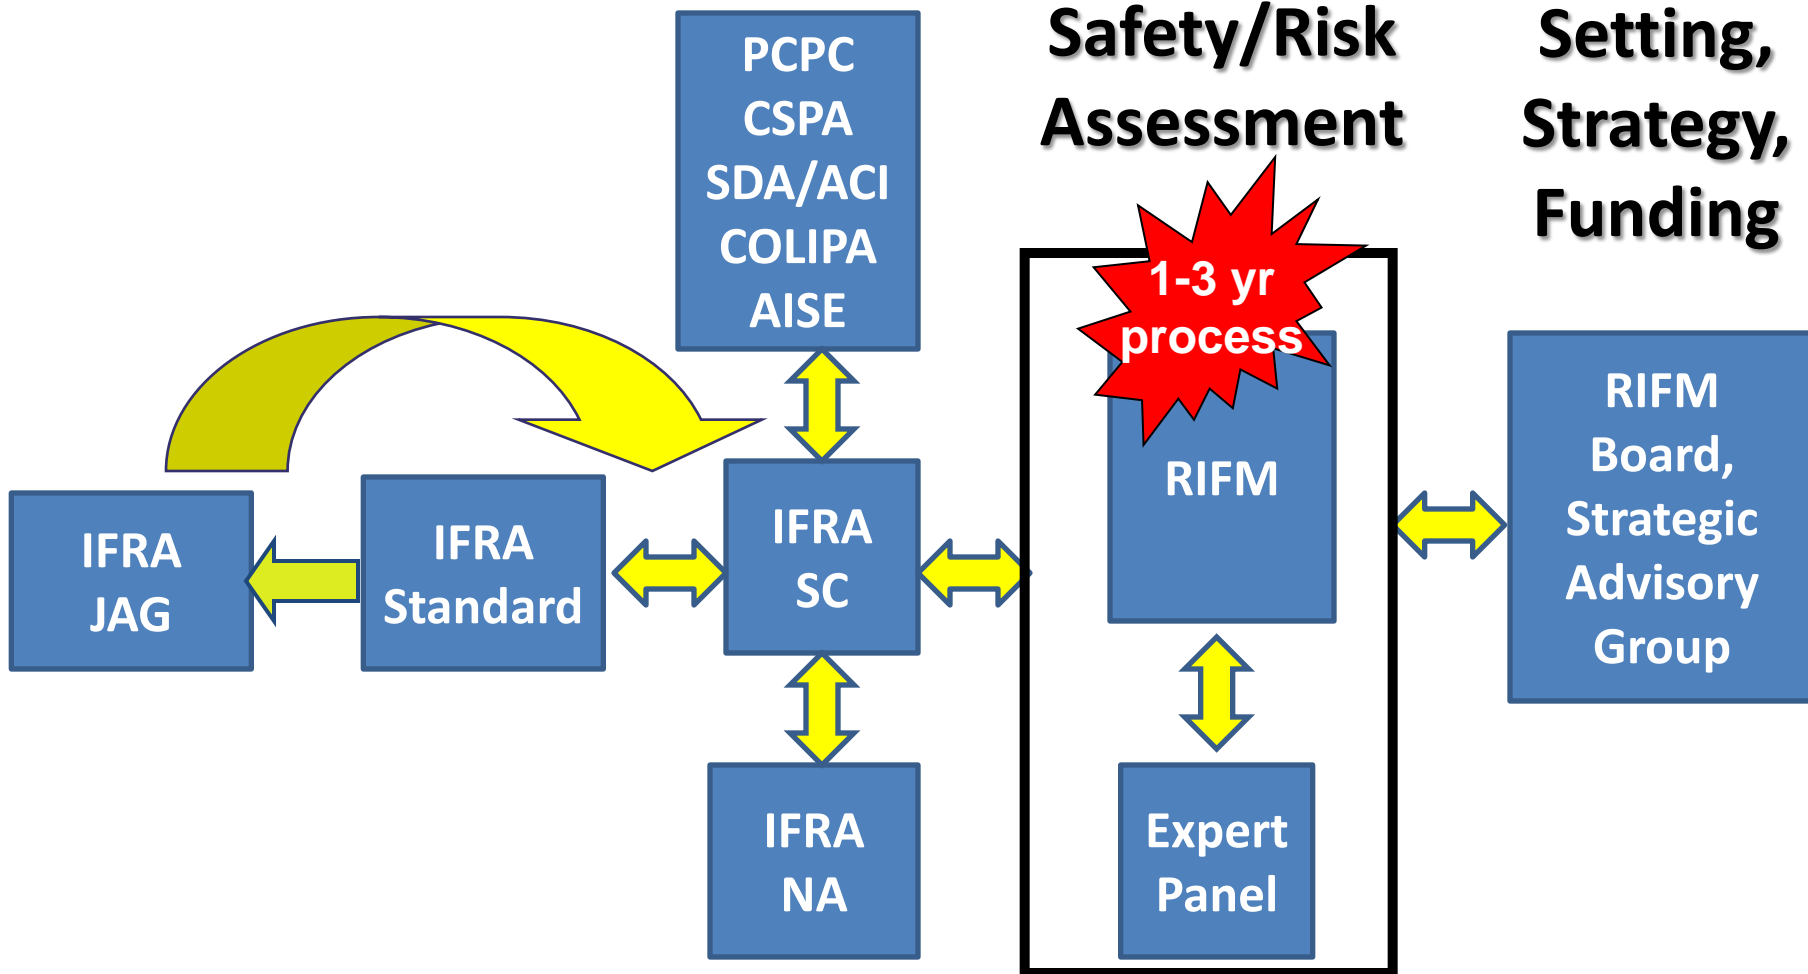 Safety/Risk
Assessment
Setting,
Strategy,
Funding
PCPC
CSPA
SDA/ACI
COLIPA
AISE
1-3 yr
process
RIFM
RIFM
Board,
Strategic
Advisory
Group
IFRA
JAG
IFRA
Standard
IFRA
SC
IFRA
NA
Expert
Panel